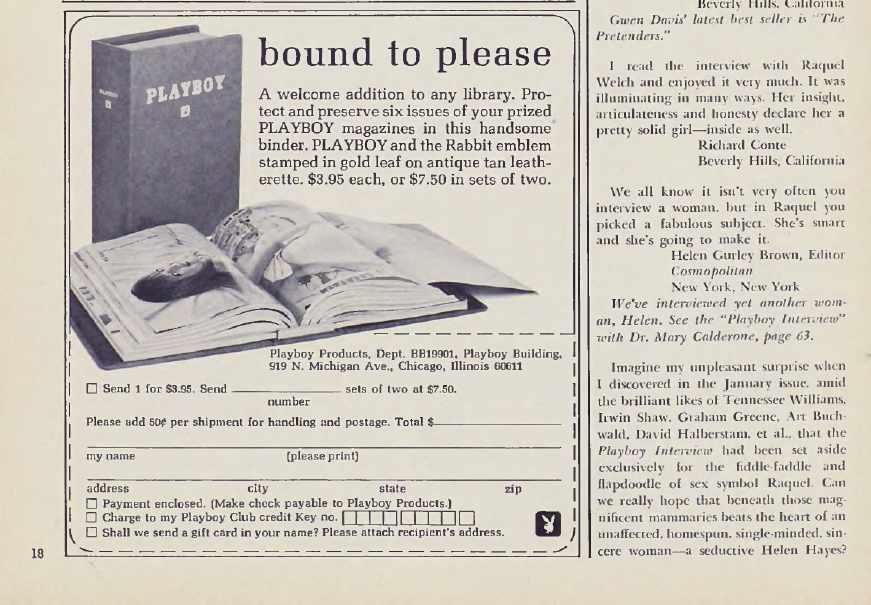 bound to please
A welcome addition to any library. Pro-
tect and preserve six issues of your prized
PLAYBOY magazines in this handsome
binder. PLAYBOY and the Rabbit emblem
stamped in gold leaf on antique tan leath-
erette. $3.95 each, or $7.50 in sets of two.
PLAYBOY
Playboy Products, Dept. BB19901, Playboy Building,
919 N. Michigan Ave., Chicago, Illinois 60611
Send 1 for $3.95. Send sets of two at $7.50.
number
Please add 50¢ per shipment for handling and postage. Total $
my name (please print)
address city state zip
Payment enclosed. (Make check payable to Playboy Products.)
Charge to my Playboy Club credit Key no.
Shall we send a gift card in your name? Please attach recipient's address.
18
Beverly Hills, California
Gwen Davis' latest best seller is "The
Pretenders."
I read the interview with Raquel
Welch and enjoyed it very much. It was
illuminating in many ways. Her insight,
articulateness and honesty declare her a
pretty solid girl—inside as well.
Richard Conte
Beverly Hills, California
We all know it isn't very often you
interview a woman, but in Raquel you
picked a fabulous subject. She's smart
and she's going to make it.
Helen Gurley Brown, Editor
Cosmopolitan
New York, New York
We've interviewed yet another wom-
an, Helen. See the "Playboy Interview"
with Dr. Mary Calderone, page 63.
Imagine my unpleasant surprise when
I discovered in the January issue, amid
the brilliant likes of Tennessee Williams,
Irwin Shaw, Graham Greene, Art Buch-
wald, David Halberstam, et al., that the
Playboy Interview had been set aside
exclusively for the fiddle-faddle and
flapdoodle of sex symbol Raquel. Can
we really hope that beneath those mag-
nificent mammaries beats the heart of an
unaffected, homespun, single-minded, sin-
cere woman—a seductive Helen Hayes?